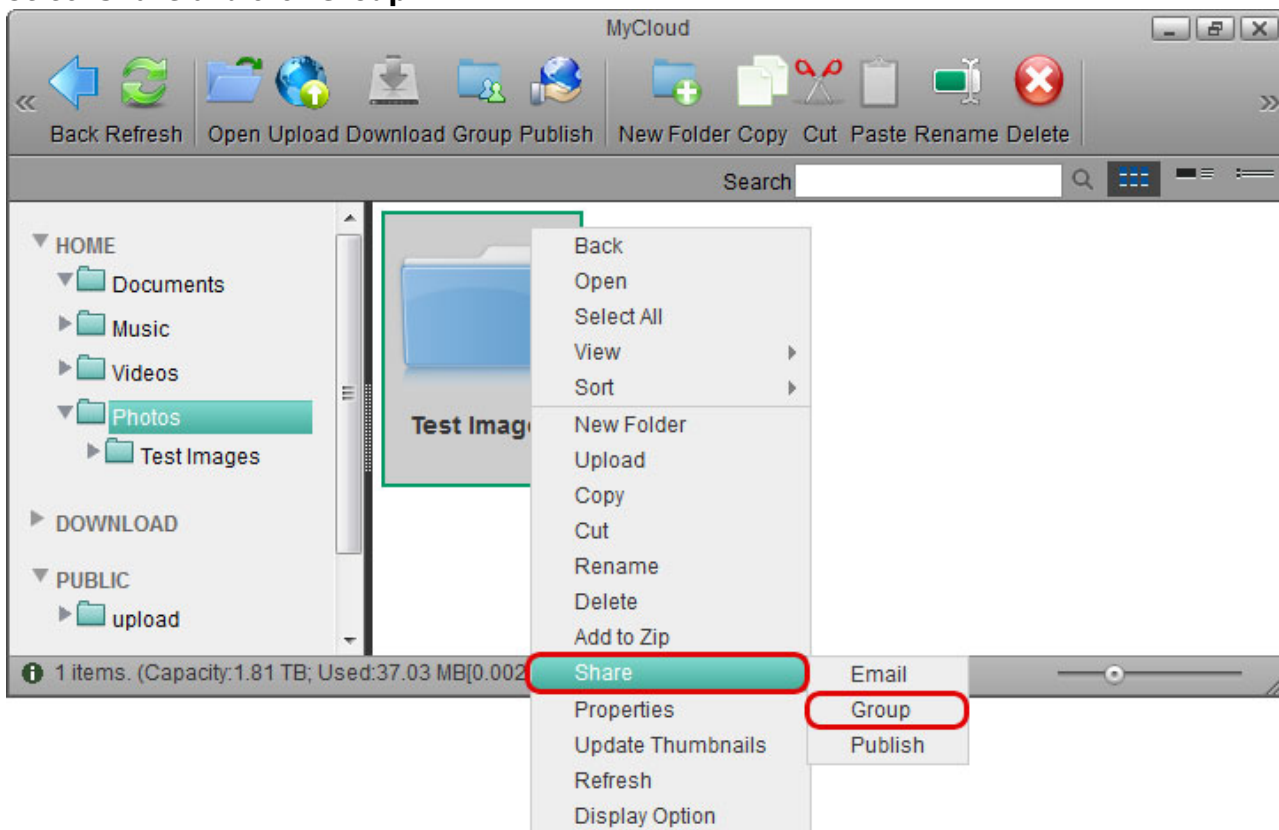 MyCloud
Back Refresh Open Upload Download Group Publish New Folder Copy Cut Paste Rename Delete
Search
HOME
Documents
Music
Videos
Photos
Test Images
DOWNLOAD
PUBLIC
upload
Test Imag
Back
Open
Select All
View
Sort
New Folder
Upload
Copy
Cut
Rename
Delete
Add to Zip
Share
Properties
Update Thumbnails
Refresh
Display Option
Email
Group
Publish
1 items. (Capacity:1.81 TB; Used:37.03 MB[0.002